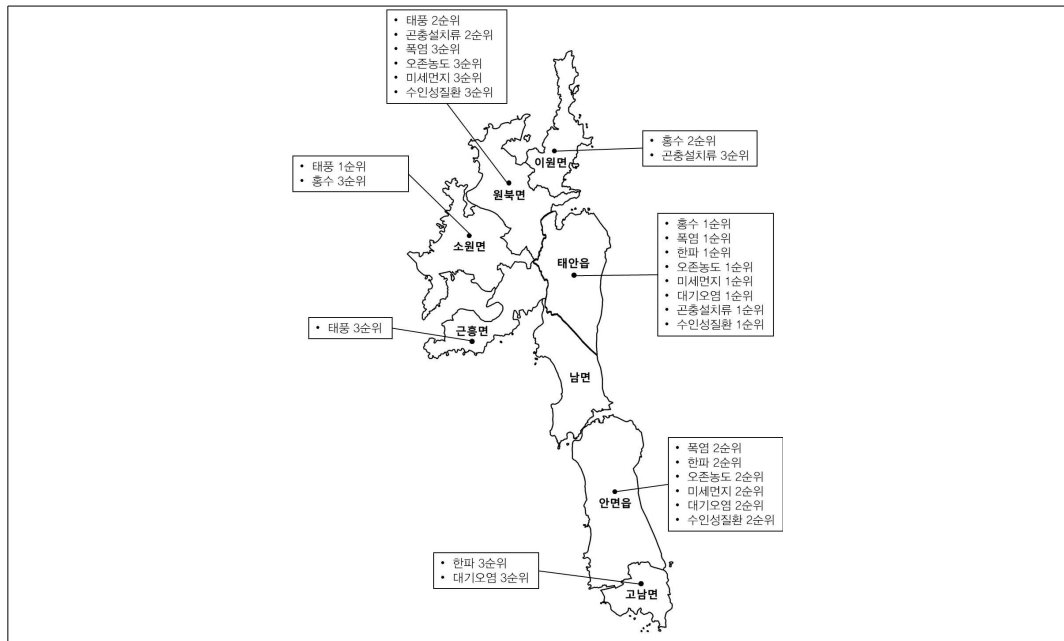 • 태풍 2순위
• 곤충설치류 2순위
• 폭염 3순위
• 오존농도 3순위
• 미세먼지 3순위
• 수인성질환 3순위
• 홍수 2순위
• 곤충설치류 3순위
이원면
• 태풍 1순위
• 홍수 3순위
원북면
소원면
• 홍수 1순위
• 폭염 1순위
• 한파 1순위
• 오존농도 1순위
• 미세먼지 1순위
• 대기오염 1순위
• 곤충설치류 1순위
• 수인성질환 1순위
태안읍
• 태풍 3순위
근흥면
남면
• 폭염 2순위
• 한파 2순위
• 오존농도 2순위
• 미세먼지 2순위
• 대기오염 2순위
• 수인성질환 2순위
안면읍
• 한파 3순위
• 대기오염 3순위
고남면